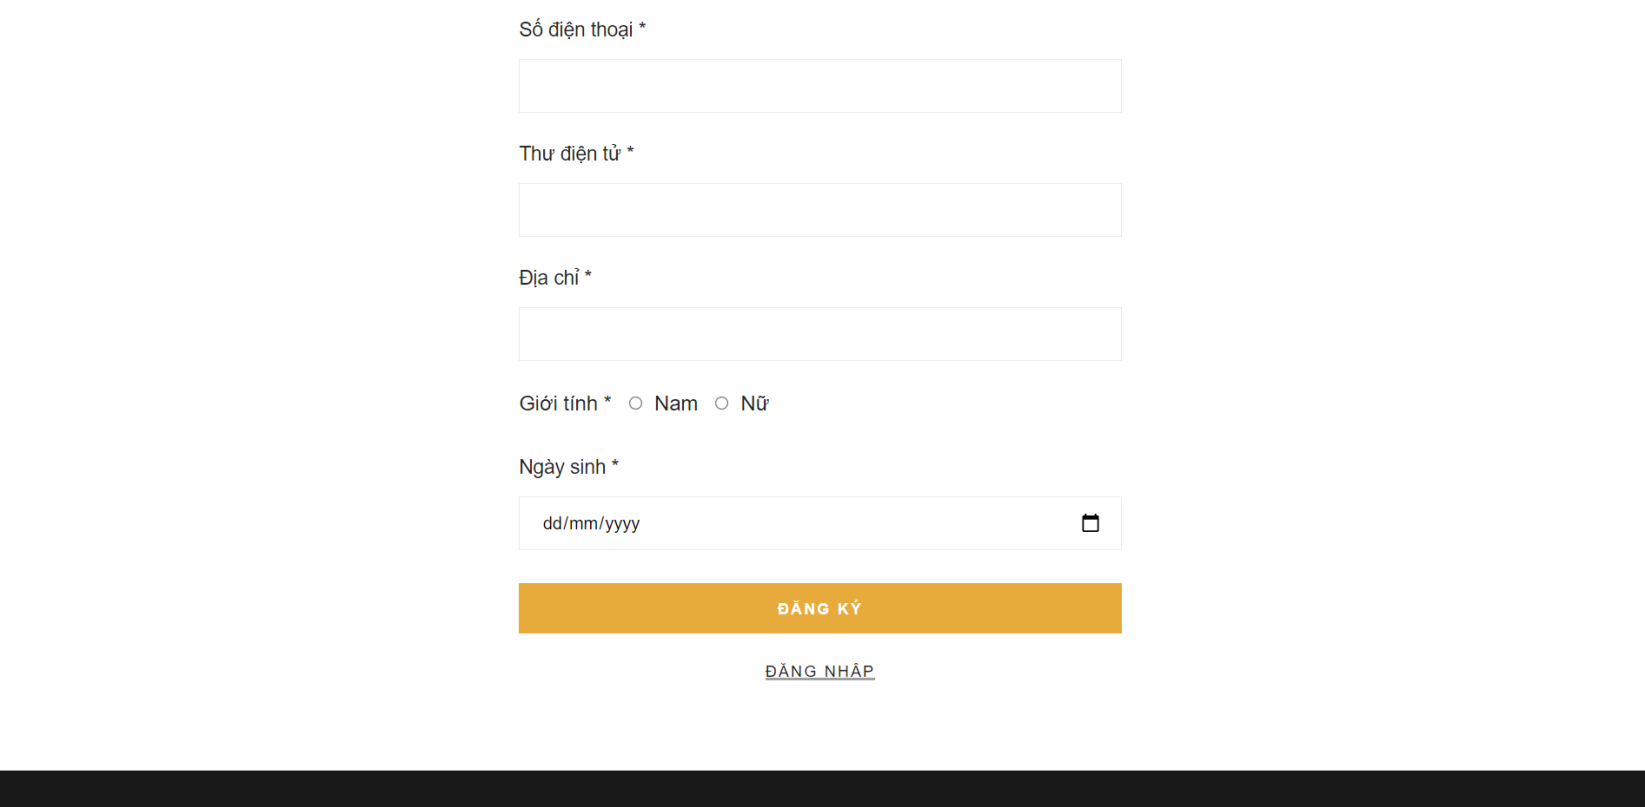 Số điện thoại *
Thư điện tử *
Địa chỉ *
Giới tính * Nam Nữ
Ngày sinh *
dd/mm/yyyy
ĐĂNG KÝ
ĐĂNG NHẬP